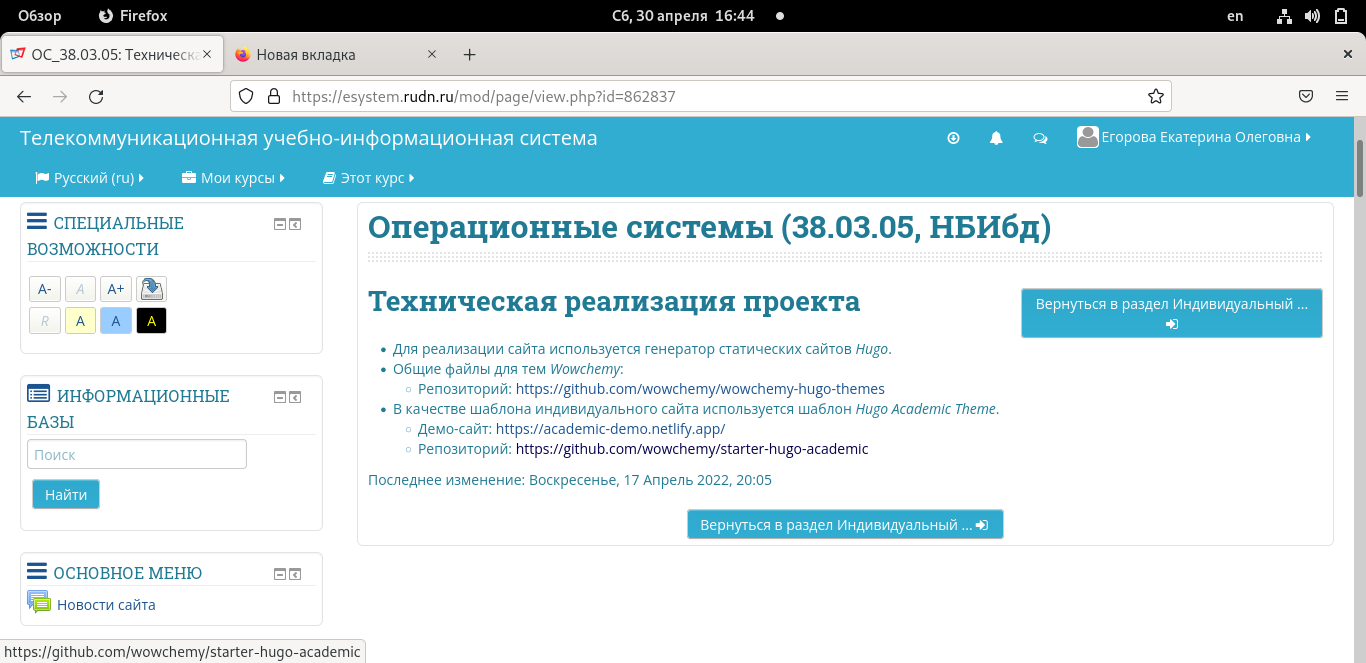 Обзор Firefox Сб, 30 апреля 16:44 en
ОС_38.03.05: Техническа Новая вкладка
https://esystem.rudn.ru/mod/page/view.php?id=862837
Телекоммуникационная учебно-информационная система Егорова Екатерина Олеговна
Русский (ru) Мои курсы Этот курс
СПЕЦИАЛЬНЫЕ
ВОЗМОЖНОСТИ
A- A A+
R A A A
ИНФОРМАЦИОННЫЕ
БАЗЫ
Поиск
Найти
ОСНОВНОЕ МЕНЮ
Новости сайта
Операционные системы (38.03.05, НБИбд)
Техническая реализация проекта
Вернуться в раздел Индивидуальный ...
Для реализации сайта используется генератор статических сайтов Hugo.
Общие файлы для тем Wowchemy:
Репозиторий: https://github.com/wowchemy/wowchemy-hugo-themes
В качестве шаблона индивидуального сайта используется шаблон Hugo Academic Theme.
Демо-сайт: https://academic-demo.netlify.app/
Репозиторий: https://github.com/wowchemy/starter-hugo-academic
Последнее изменение: Воскресенье, 17 Апрель 2022, 20:05
Вернуться в раздел Индивидуальный ...
https://github.com/wowchemy/starter-hugo-academic